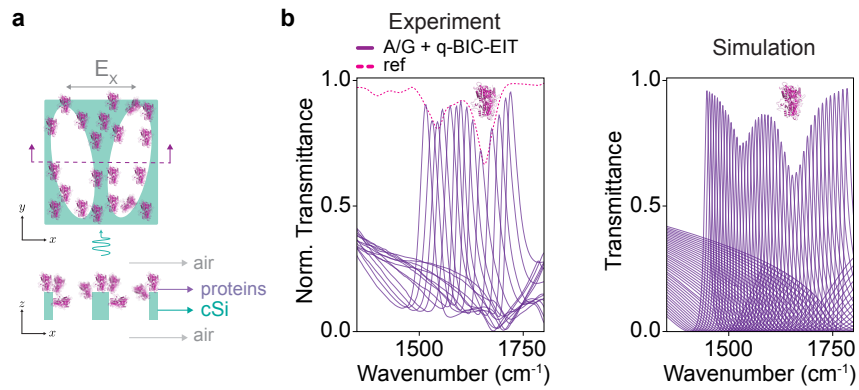 a
E_x
y
x
air
proteins
cSi
z
x
air
b
Experiment
A/G + q-BIC-EIT
ref
Norm. Transmittance
1.0
0.5
0.0
1500
1750
Wavenumber (cm⁻¹)
Simulation
Transmittance
1.0
0.5
0.0
1500
1750
Wavenumber (cm⁻¹)